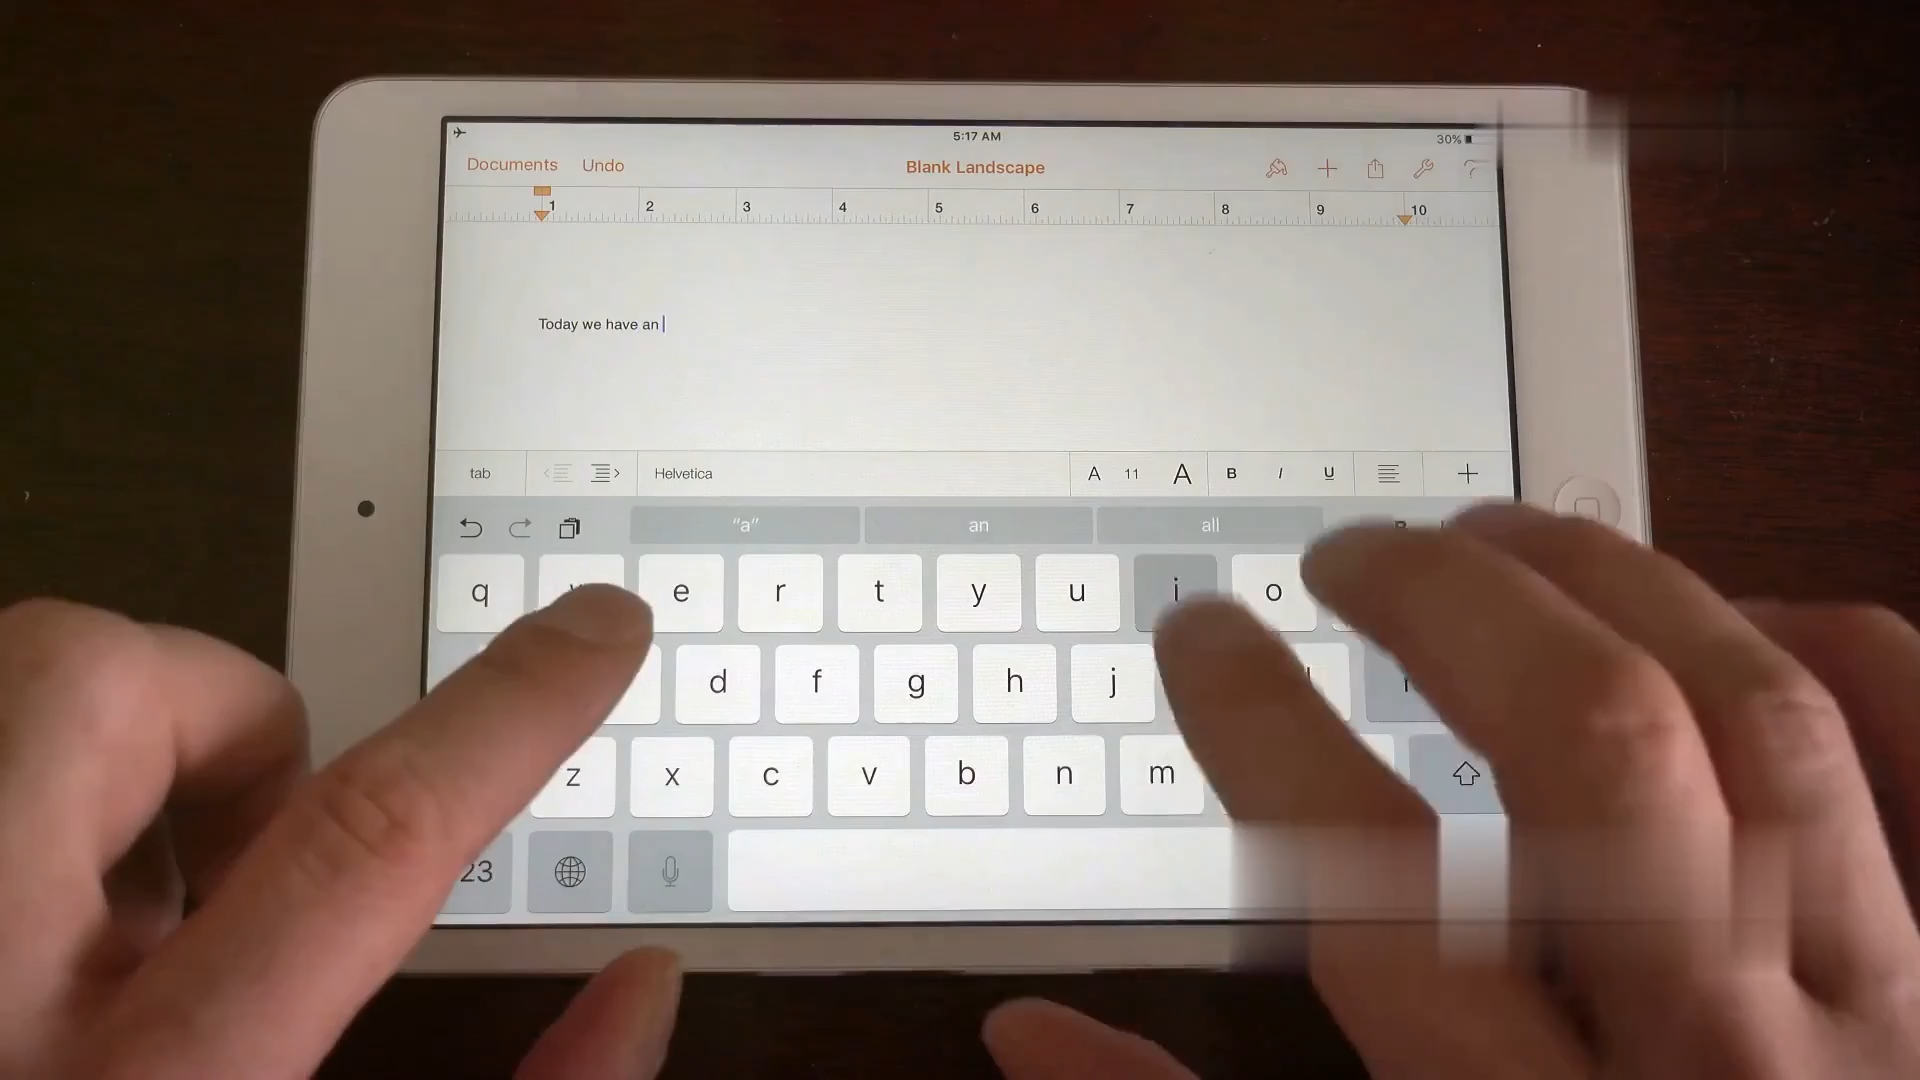 5:17 AM 30%
Documents Undo Blank Landscape
1 2 3 4 5 6 7 8 9 10
Today we have an
tab Helvetica A 11 A B I U
"a" an all
q e r t y u i o
d f g h j
z x c v b n m
23